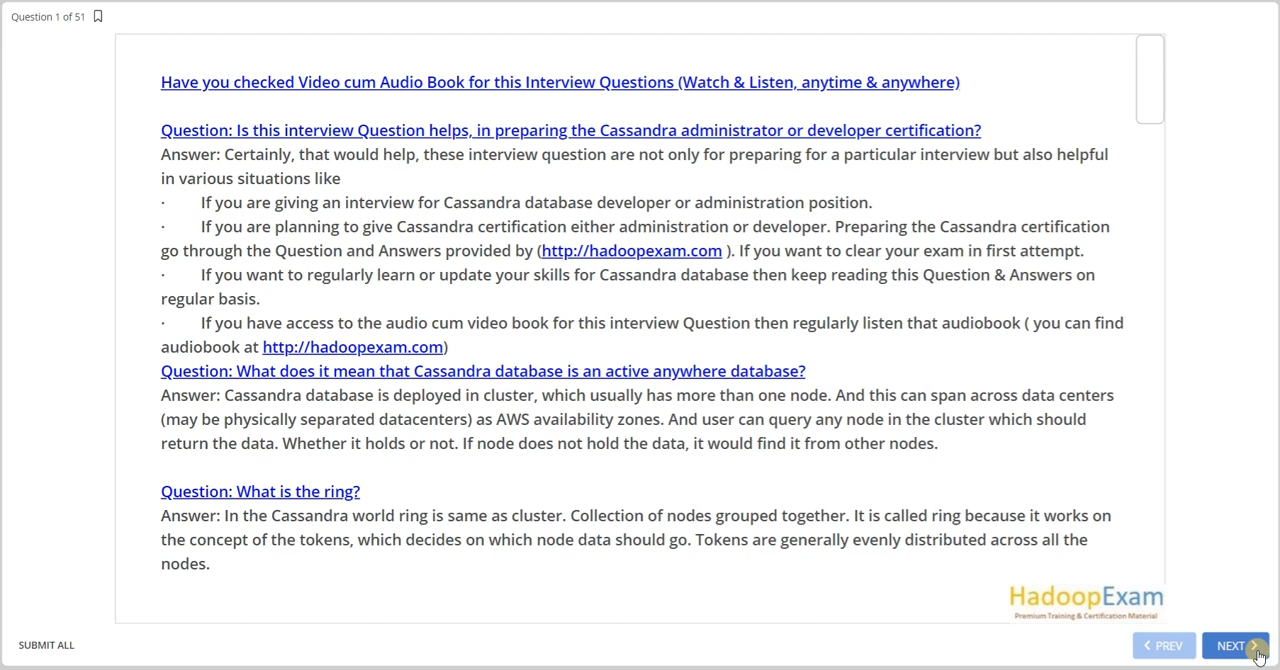 Question 1 of 51
Have you checked Video cum Audio Book for this Interview Questions (Watch & Listen, anytime & anywhere)
Question: Is this interview Question helps, in preparing the Cassandra administrator or developer certification?
Answer: Certainly, that would help, these interview question are not only for preparing for a particular interview but also helpful
in various situations like
· If you are giving an interview for Cassandra database developer or administration position.
· If you are planning to give Cassandra certification either administration or developer. Preparing the Cassandra certification
go through the Question and Answers provided by (http://hadoopexam.com ). If you want to clear your exam in first attempt.
· If you want to regularly learn or update your skills for Cassandra database then keep reading this Question & Answers on
regular basis.
· If you have access to the audio cum video book for this interview Question then regularly listen that audiobook ( you can find
audiobook at http://hadoopexam.com)
Question: What does it mean that Cassandra database is an active anywhere database?
Answer: Cassandra database is deployed in cluster, which usually has more than one node. And this can span across data centers
(may be physically separated datacenters) as AWS availability zones. And user can query any node in the cluster which should
return the data. Whether it holds or not. If node does not hold the data, it would find it from other nodes.
Question: What is the ring?
Answer: In the Cassandra world ring is same as cluster. Collection of nodes grouped together. It is called ring because it works on
the concept of the tokens, which decides on which node data should go. Tokens are generally evenly distributed across all the
nodes.
HadoopExam
Premium Training & Certification Material
SUBMIT ALL
PREV
NEXT